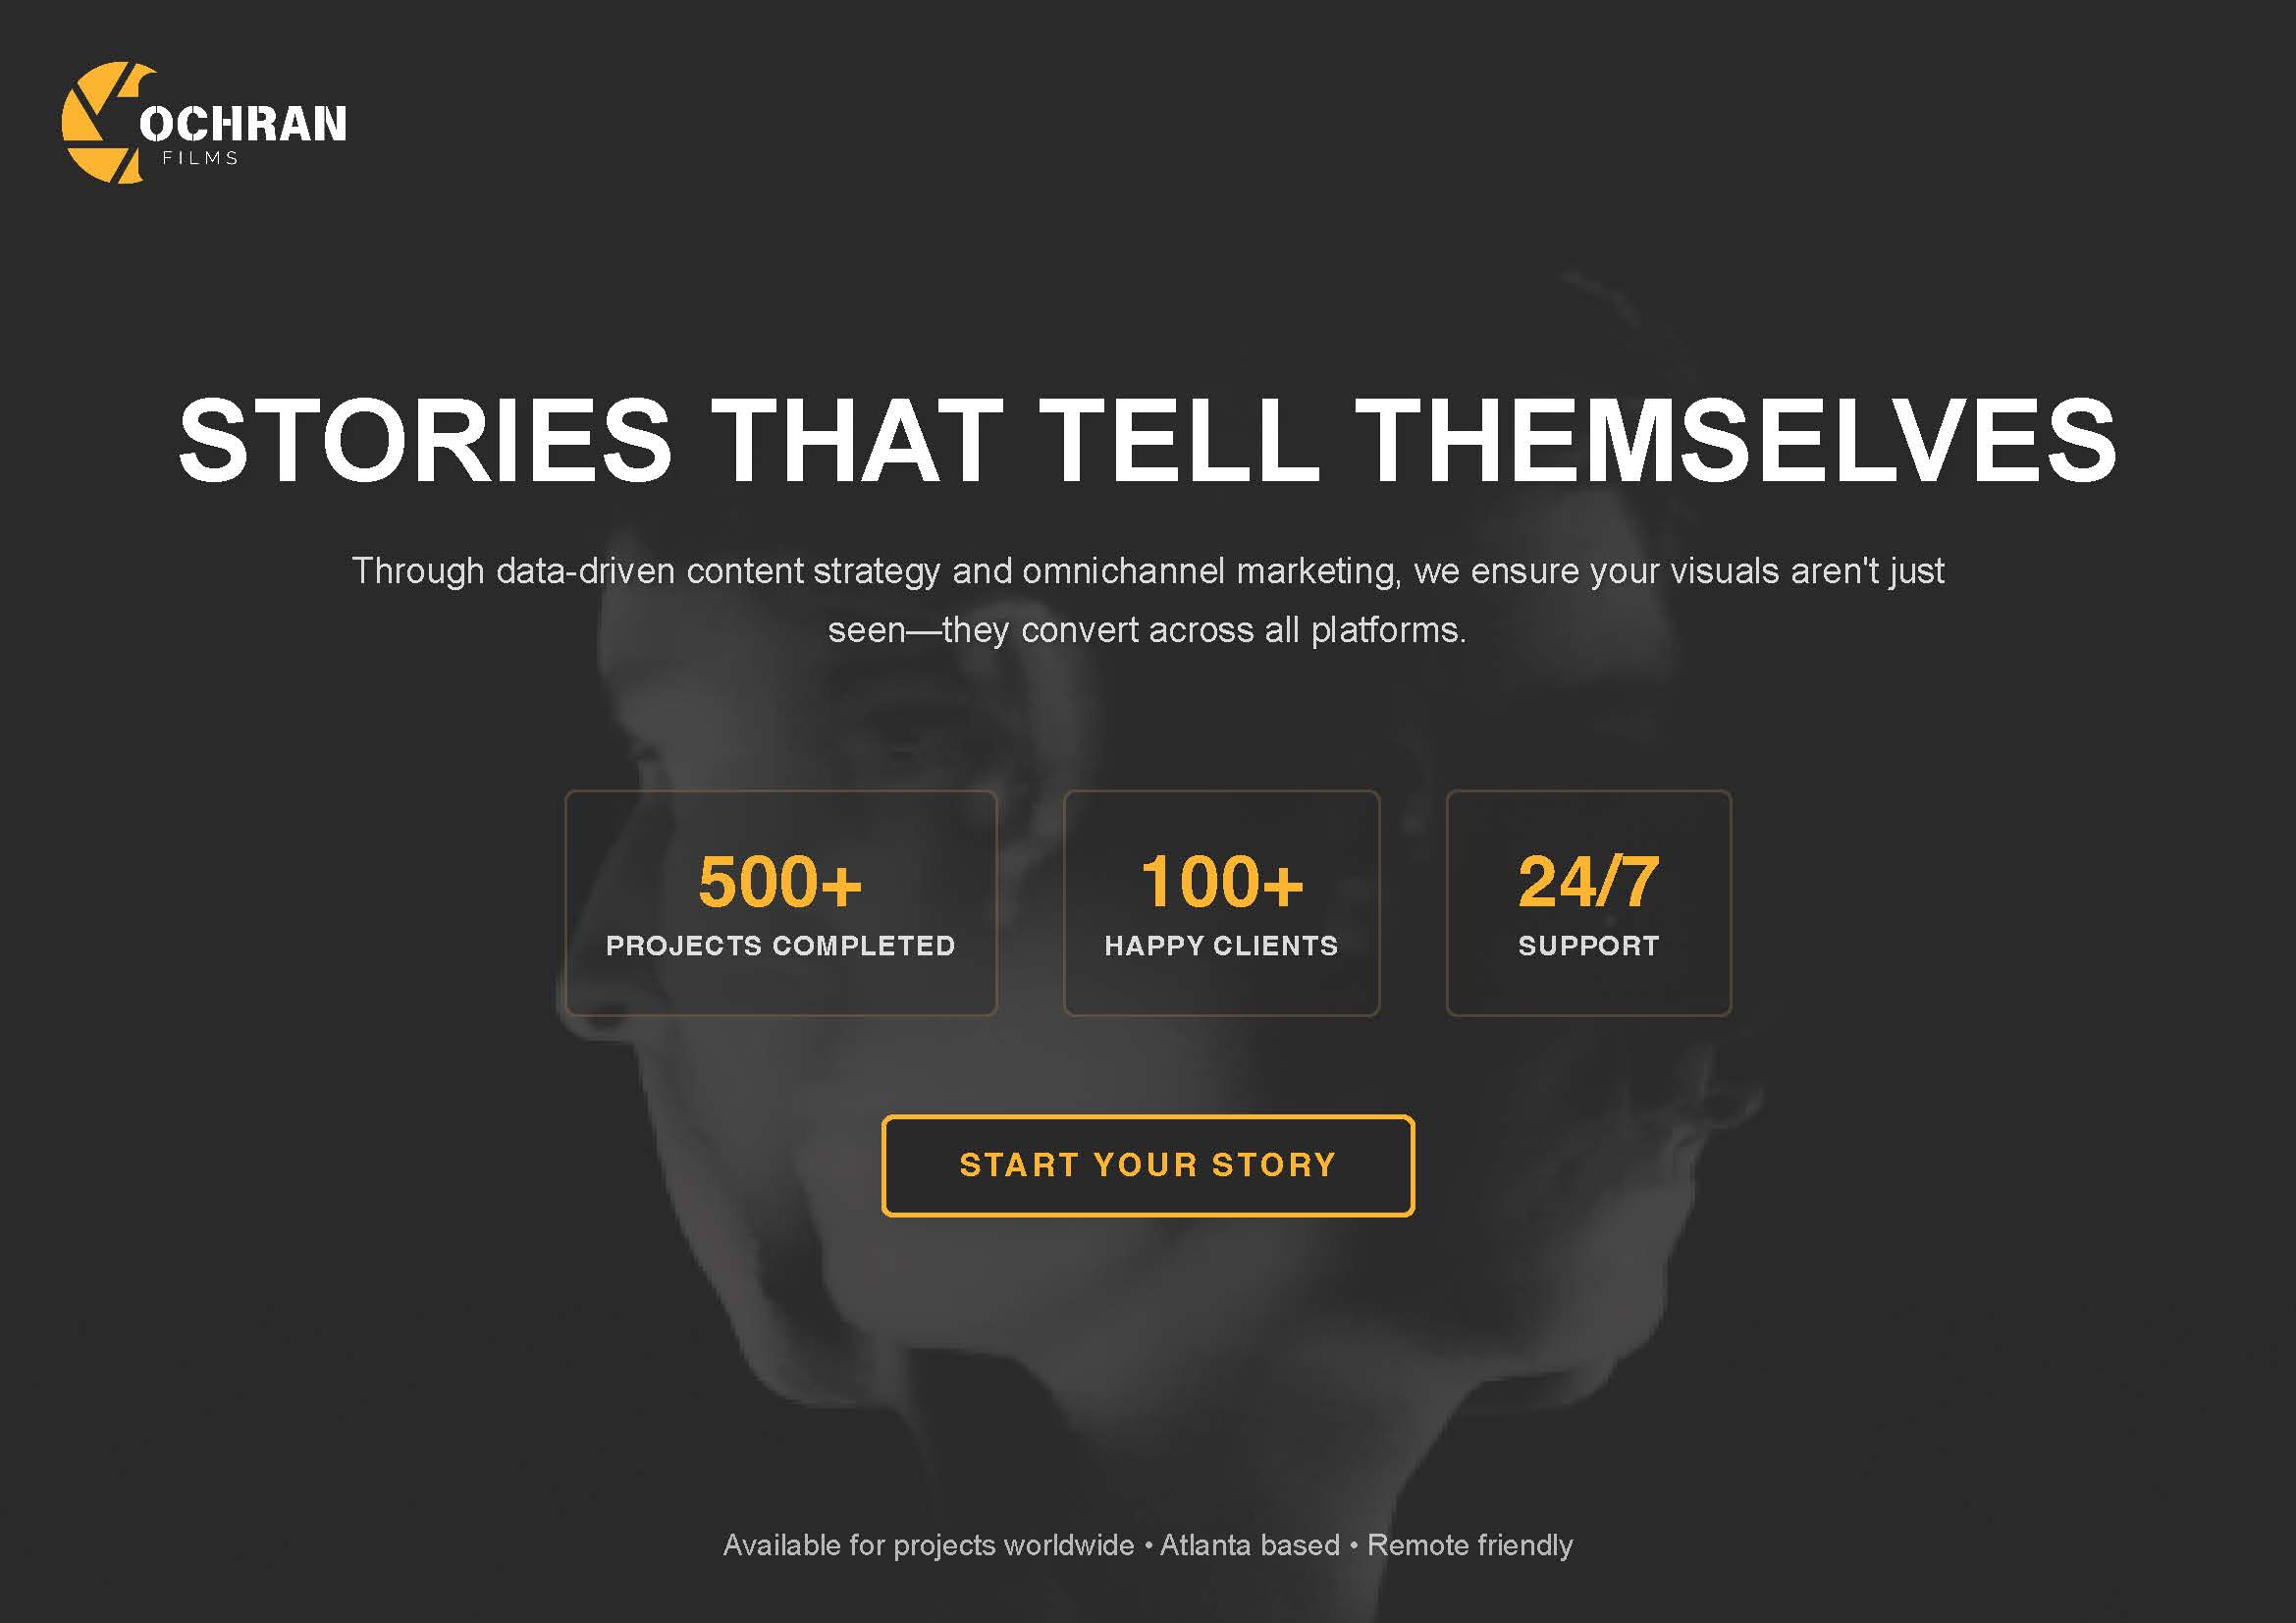 COCHRAN
FILMS
STORIES THAT TELL THEMSELVES
Through data-driven content strategy and omnichannel marketing, we ensure your visuals aren't just
seen—they convert across all platforms.
500+
100+
24/7
PROJECTS COMPLETED
HAPPY CLIENTS
SUPPORT
START YOUR STORY
Available for projects worldwide • Atlanta based • Remote friendly